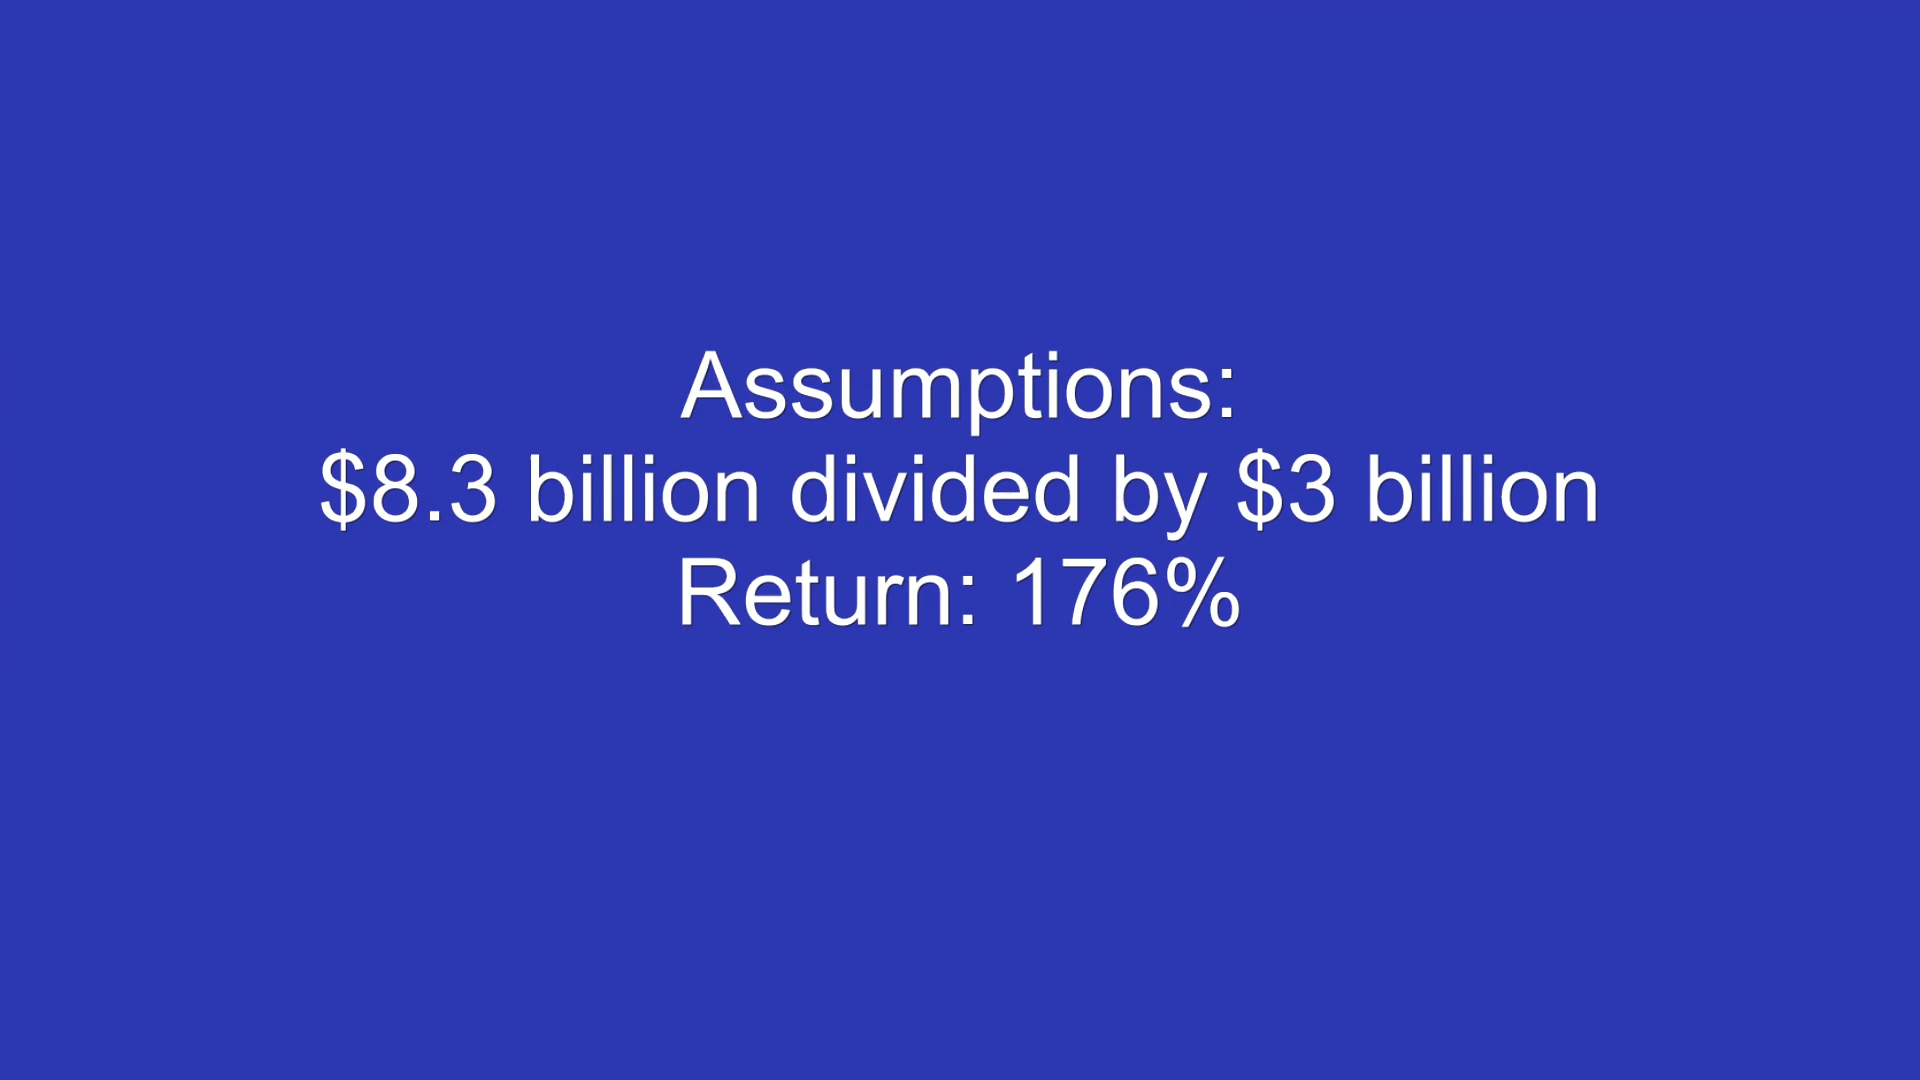 Assumptions:
$8.3 billion divided by $3 billion
Return: 176%